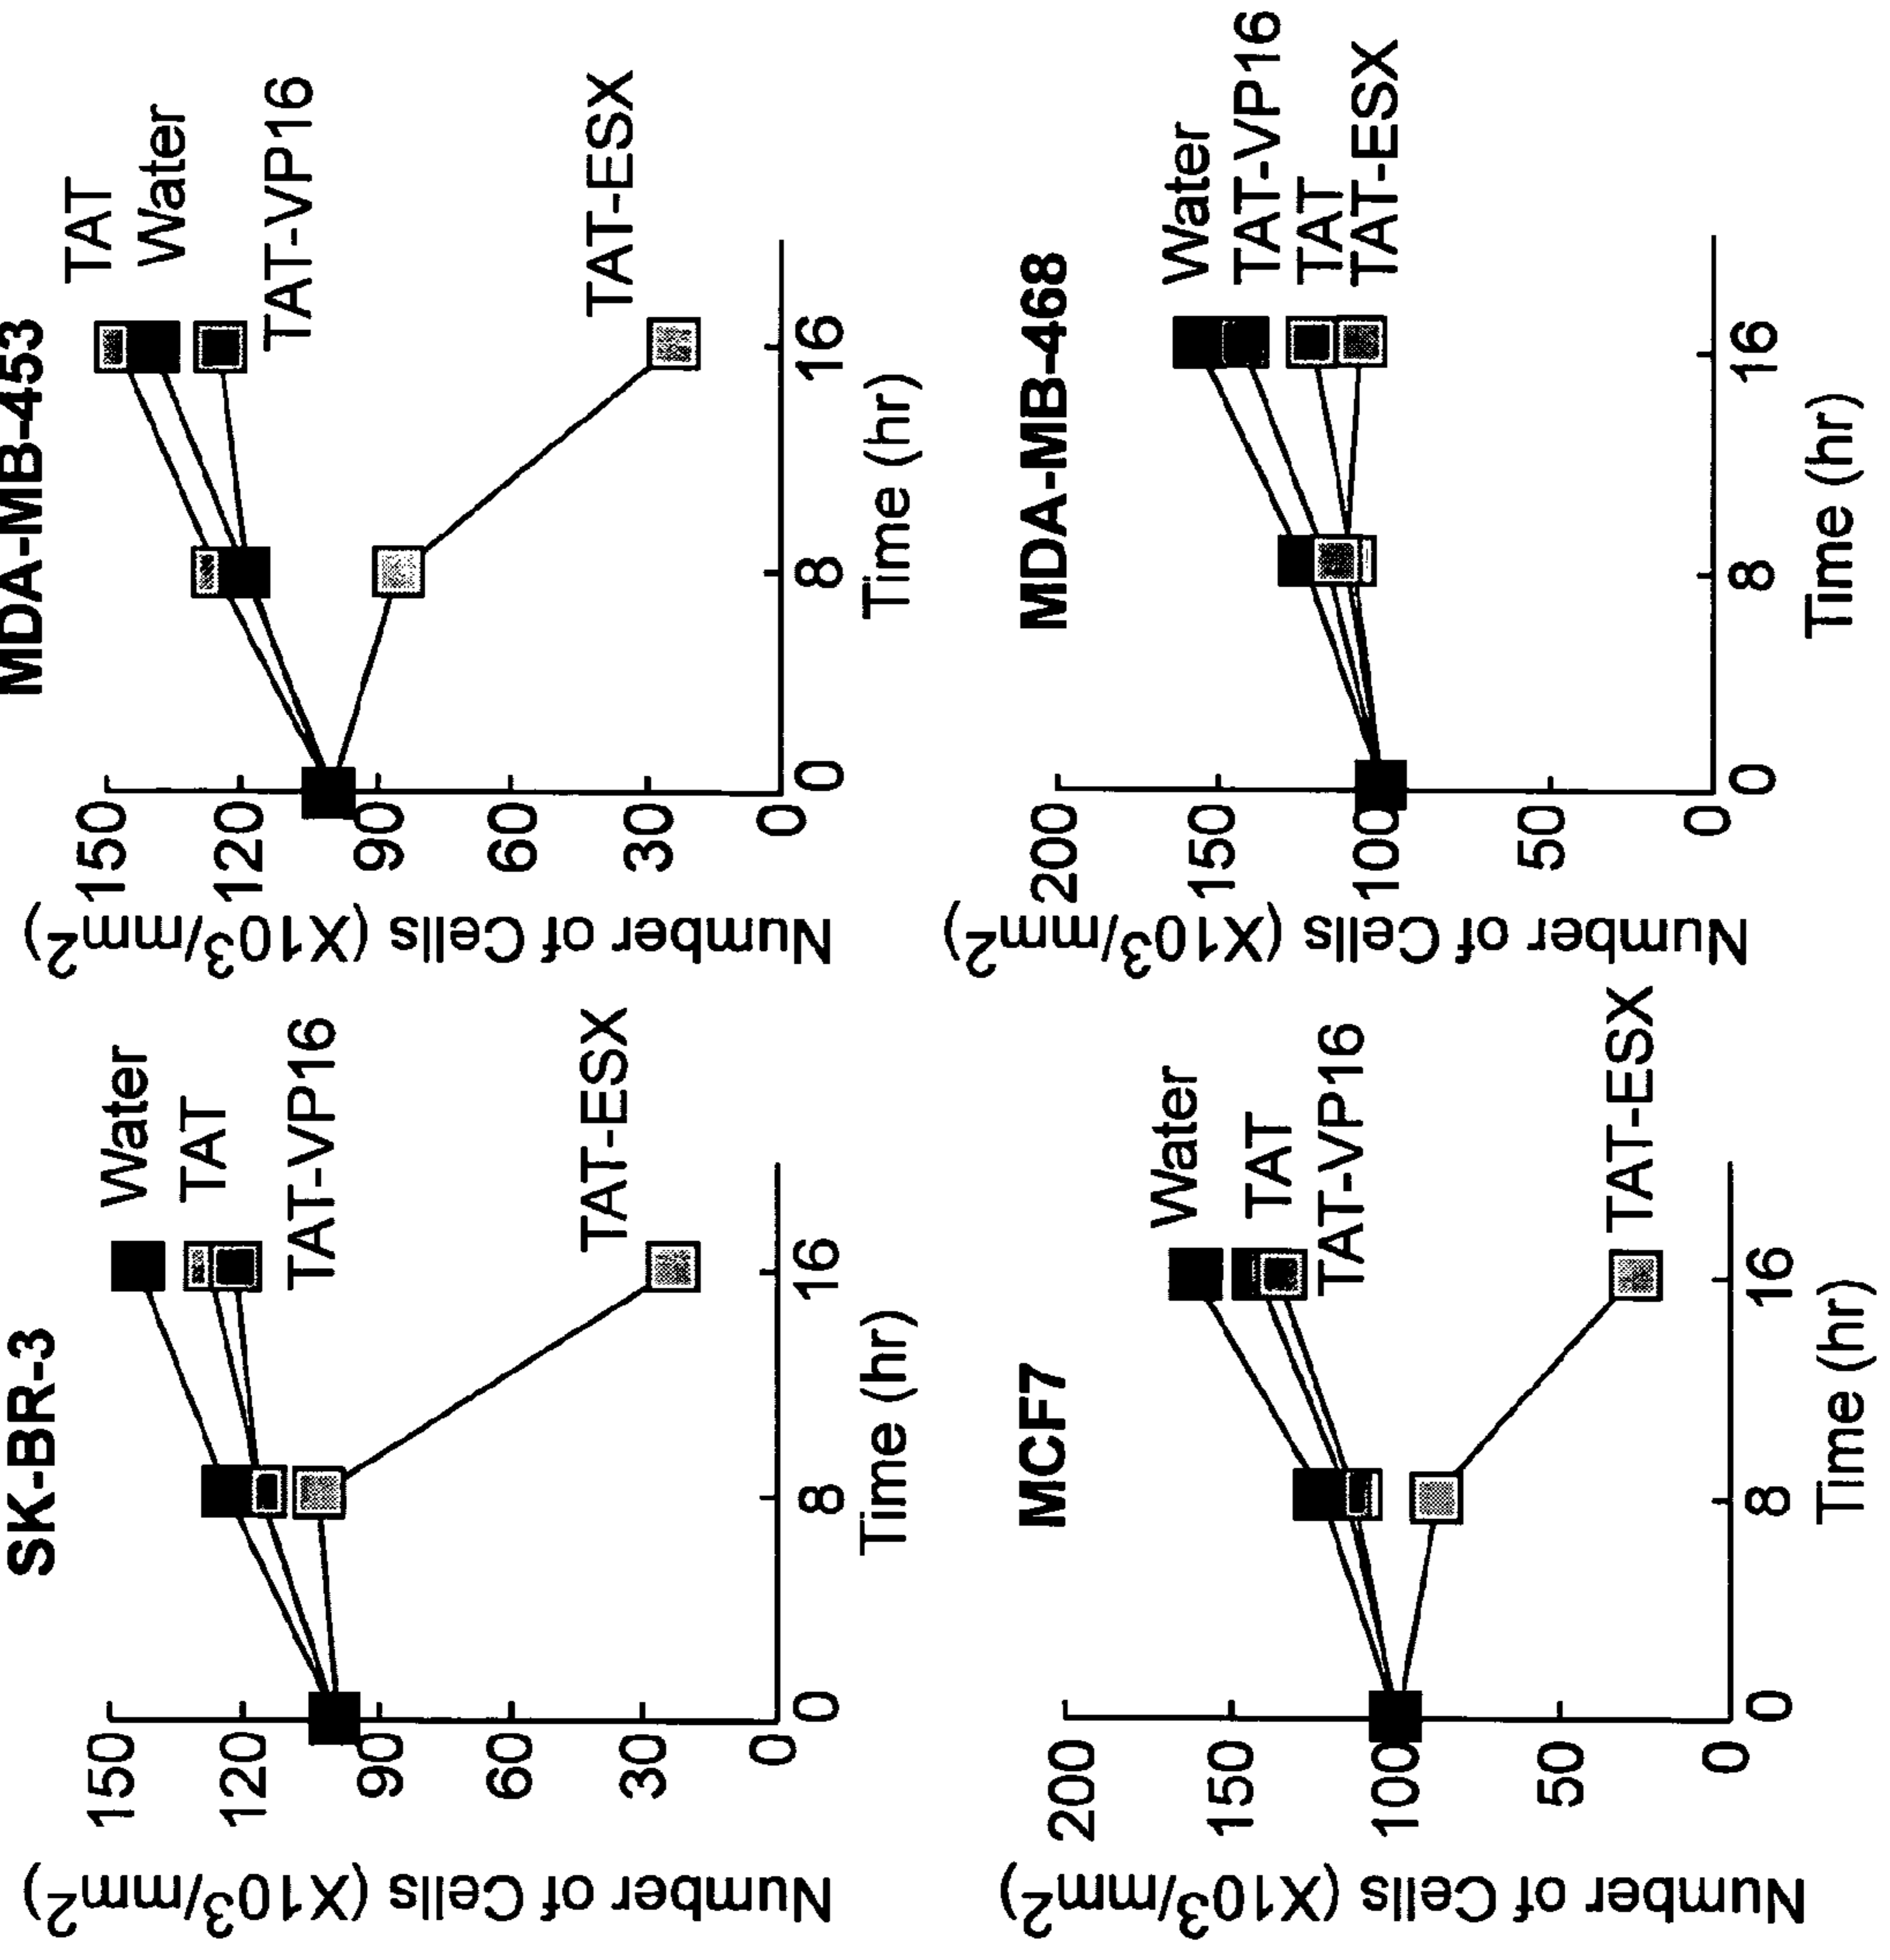 SK-BR-3
Number of Cells (X10³/mm²)
150
120
90
60
30
0
0
8
16
Time (hr)
Water
TAT
TAT-VP16
TAT-ESX
MDA-MB-453
Number of Cells (X10³/mm²)
150
120
90
60
30
0
0
8
16
Time (hr)
TAT
Water
TAT-VP16
TAT-ESX
MCF7
Number of Cells (X10³/mm²)
200
150
100
50
0
0
8
16
Time (hr)
Water
TAT
TAT-VP16
TAT-ESX
MDA-MB-468
Number of Cells (X10³/mm²)
200
150
100
50
0
0
8
16
Time (hr)
Water
TAT-VP16
TAT
TAT-ESX